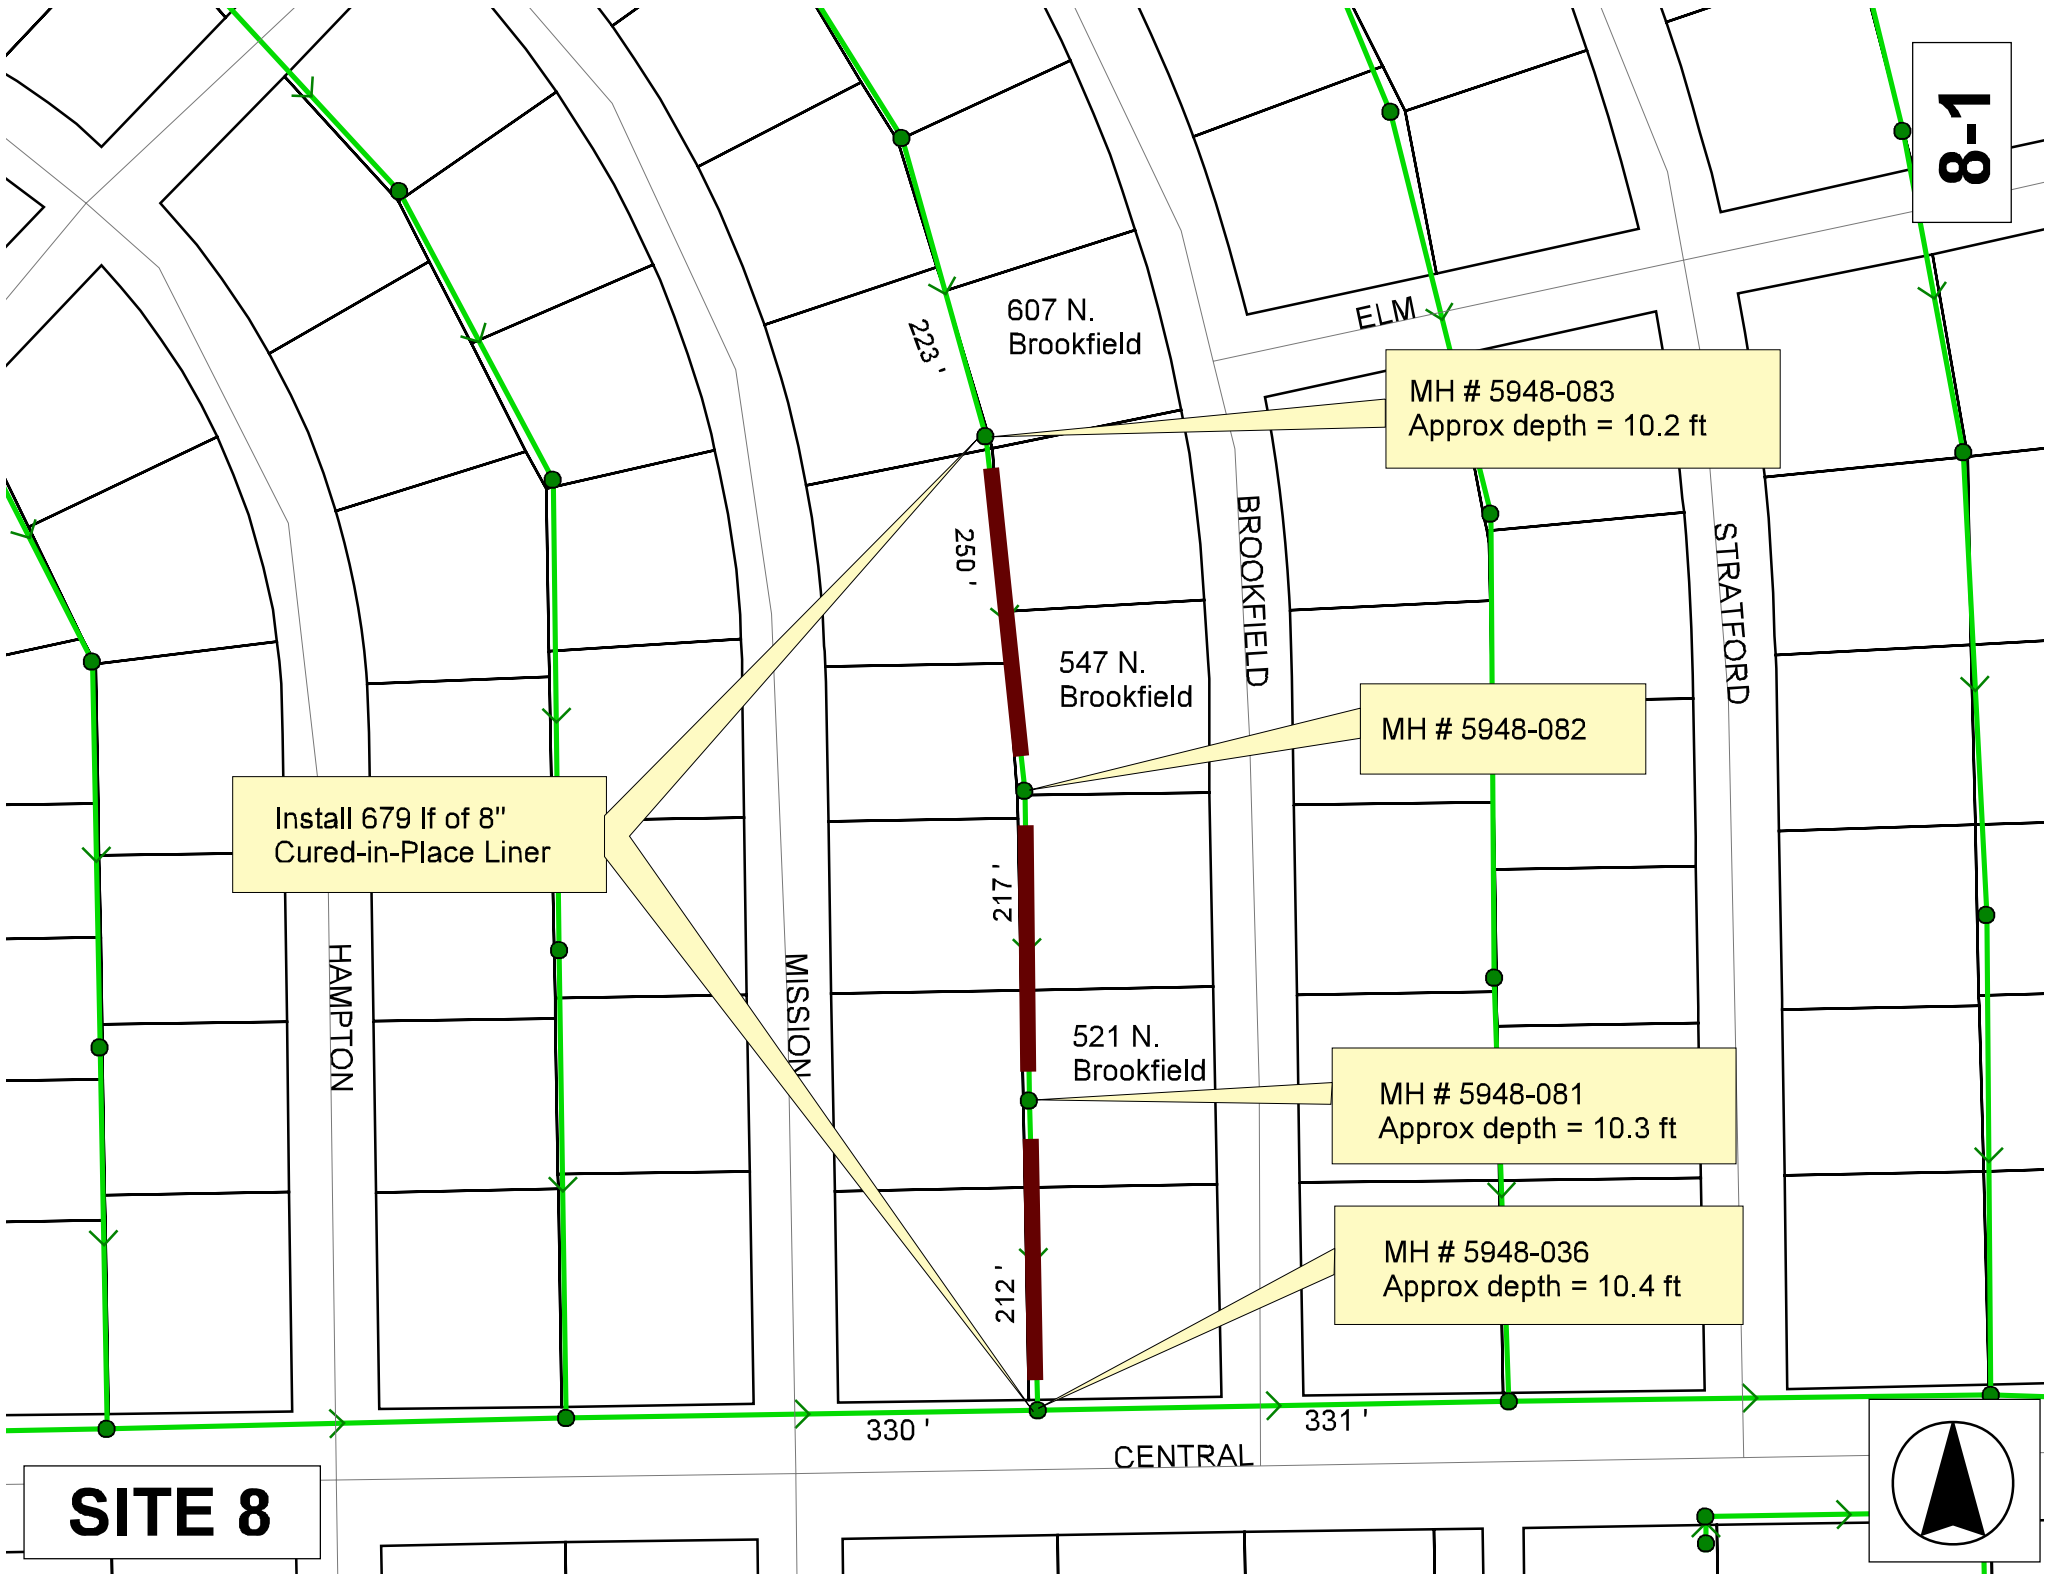 8-1
607 N.
Brookfield
ELM
223 '
MH # 5948-083
Approx depth = 10.2 ft
BROOKFIELD
STRATFORD
250 '
547 N.
Brookfield
MH # 5948-082
Install 679 lf of 8"
Cured-in-Place Liner
217 '
HAMPTON
MISSION
521 N.
Brookfield
MH # 5948-081
Approx depth = 10.3 ft
MH # 5948-036
Approx depth = 10.4 ft
212 '
330 '
331 '
CENTRAL
SITE 8